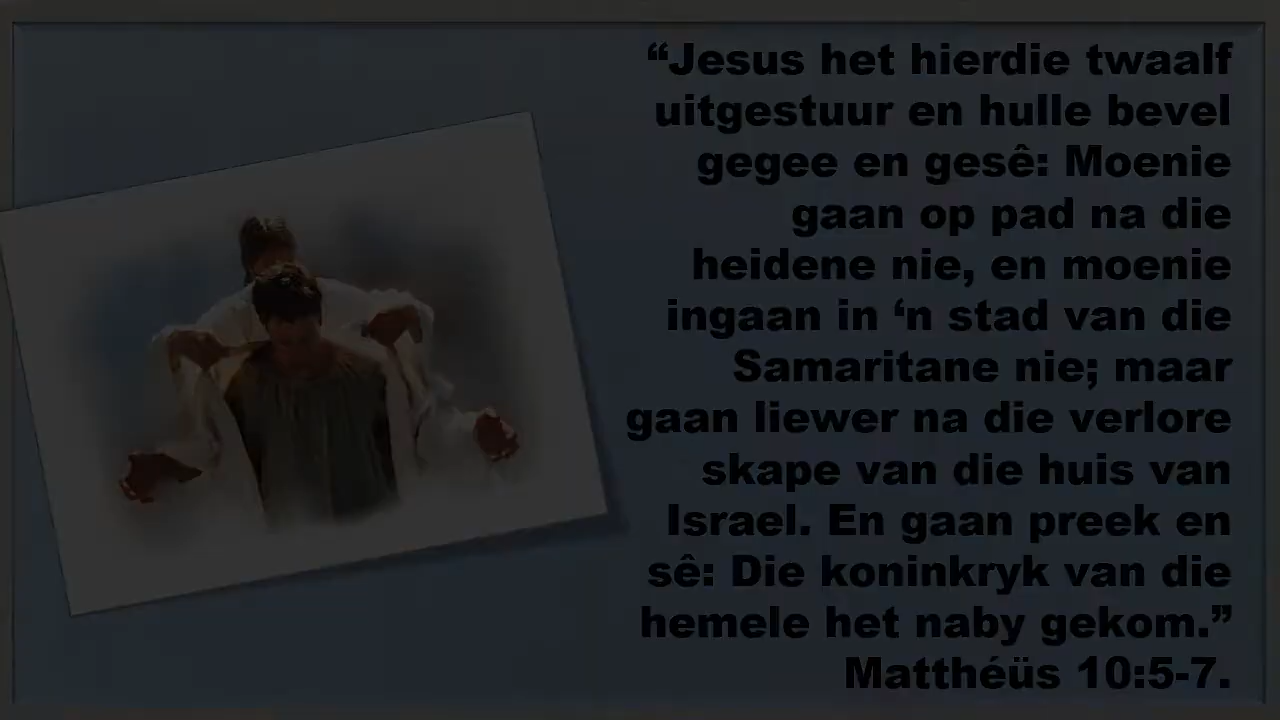 “Jesus het hierdie twaalf
uitgestuur en hulle bevel
gegee en gesê: Moenie
gaan op pad na die
heidene nie, en moenie
ingaan in ‘n stad van die
Samaritane nie; maar
gaan liewer na die verlore
skape van die huis van
Israel. En gaan preek en
sê: Die koninkryk van die
hemele het naby gekom.”
Matthéüs 10:5-7.